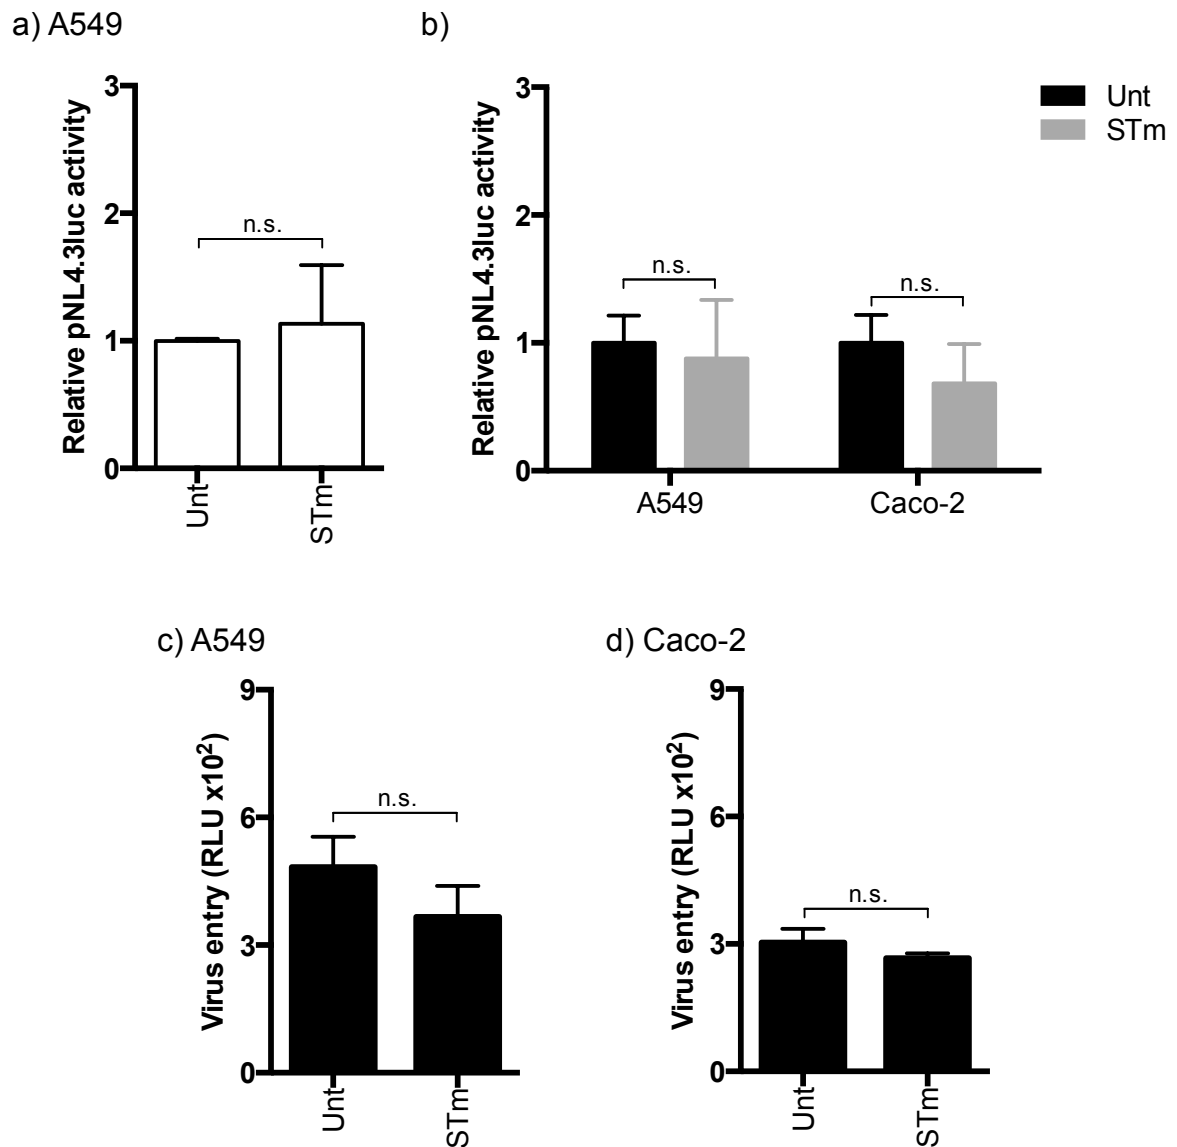 a) A549
b)
Relative pNL4.3luc activity
3
2
1
0
n.s.
Unt
STm
Relative pNL4.3luc activity
3
2
1
0
n.s.
n.s.
A549
Caco-2
Unt
STm
c) A549
Virus entry (RLU x10²)
9
6
3
0
n.s.
Unt
STm
d) Caco-2
Virus entry (RLU x10²)
9
6
3
0
n.s.
Unt
STm